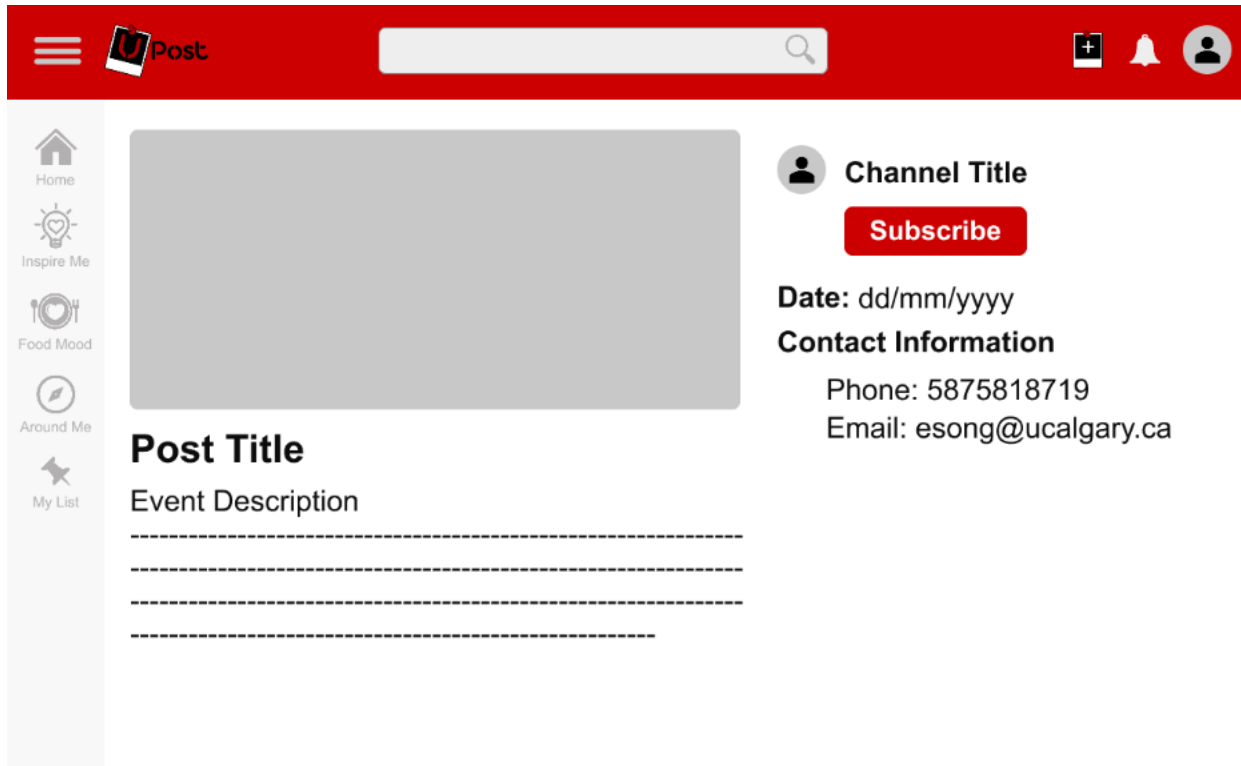 U Post
Home
Inspire Me
Food Mood
Around Me
My List
Post Title
Event Description
---------------------------------------------------------------
---------------------------------------------------------------
---------------------------------------------------------------
------------------------------------------------------
Channel Title
Subscribe
Date: dd/mm/yyyy
Contact Information
Phone: 5875818719
Email: esong@ucalgary.ca